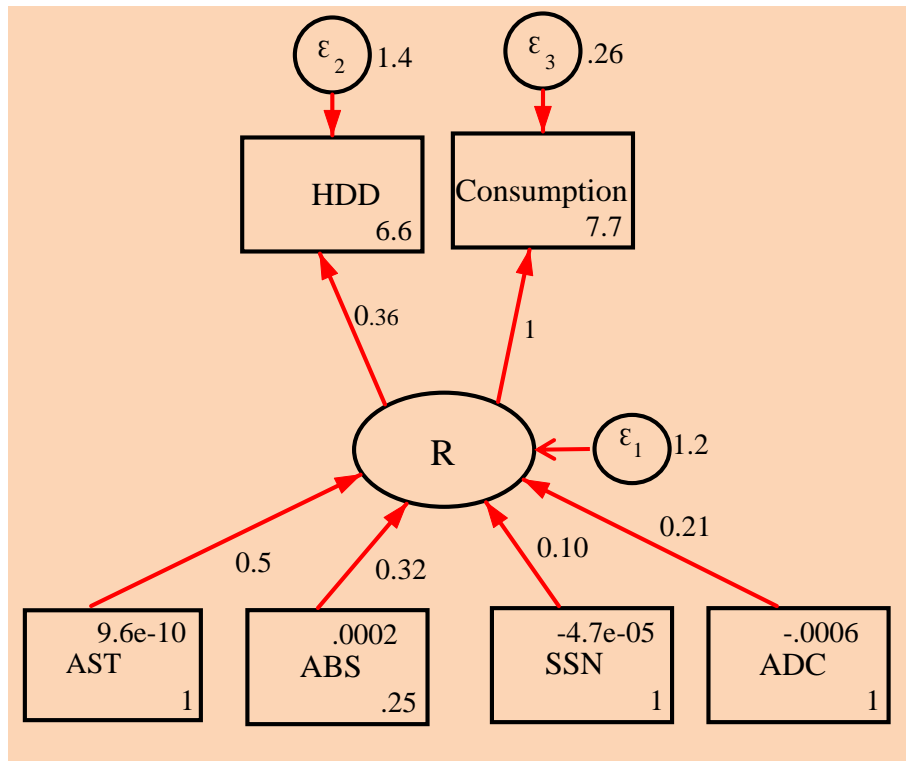 ε2 1.4
ε3 .26
HDD
6.6
Consumption
7.7
0.36
1
R
ε1 1.2
0.5
0.32
0.10
0.21
9.6e-10
AST
1
.0002
ABS
.25
-4.7e-05
SSN
1
-.0006
ADC
1